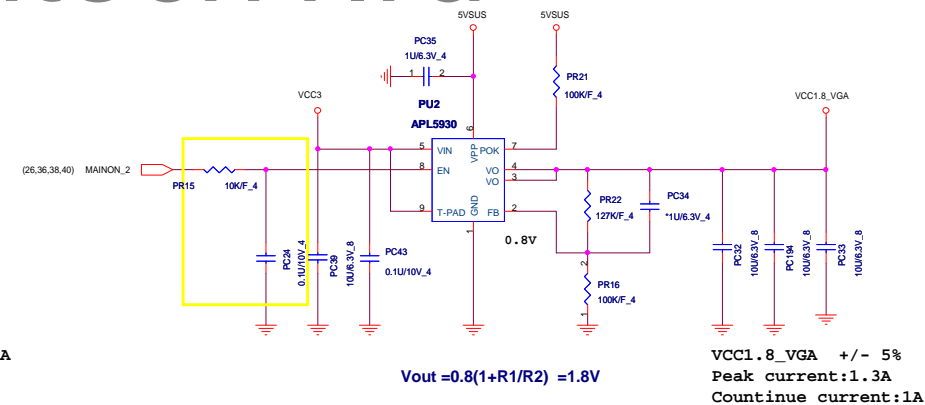 5VSUS
5VSUS
PC35
1U/6.3V_4
1
2
PR21
100K/F_4
VCC3
VCC1.8_VGA
PU2
APL5930
6
5
VIN
VPP
POK
7
8
EN
VO
4
VO
3
9
T-PAD
GND
FB
2
1
0.8V
(26,36,38,40)
MAINON_2
PR15
10K/F_4
PC24
0.1U/10V_4
PC39
10U/6.3V_8
PC43
0.1U/10V_4
PR22
127K/F_4
PC34
*1U/6.3V_4
2
PR16
100K/F_4
1
PC32
10U/6.3V_8
PC194
10U/6.3V_8
PC33
10U/6.3V_8
A
Vout =0.8(1+R1/R2) =1.8V
VCC1.8_VGA +/- 5%
Peak current:1.3A
Countinue current:1A